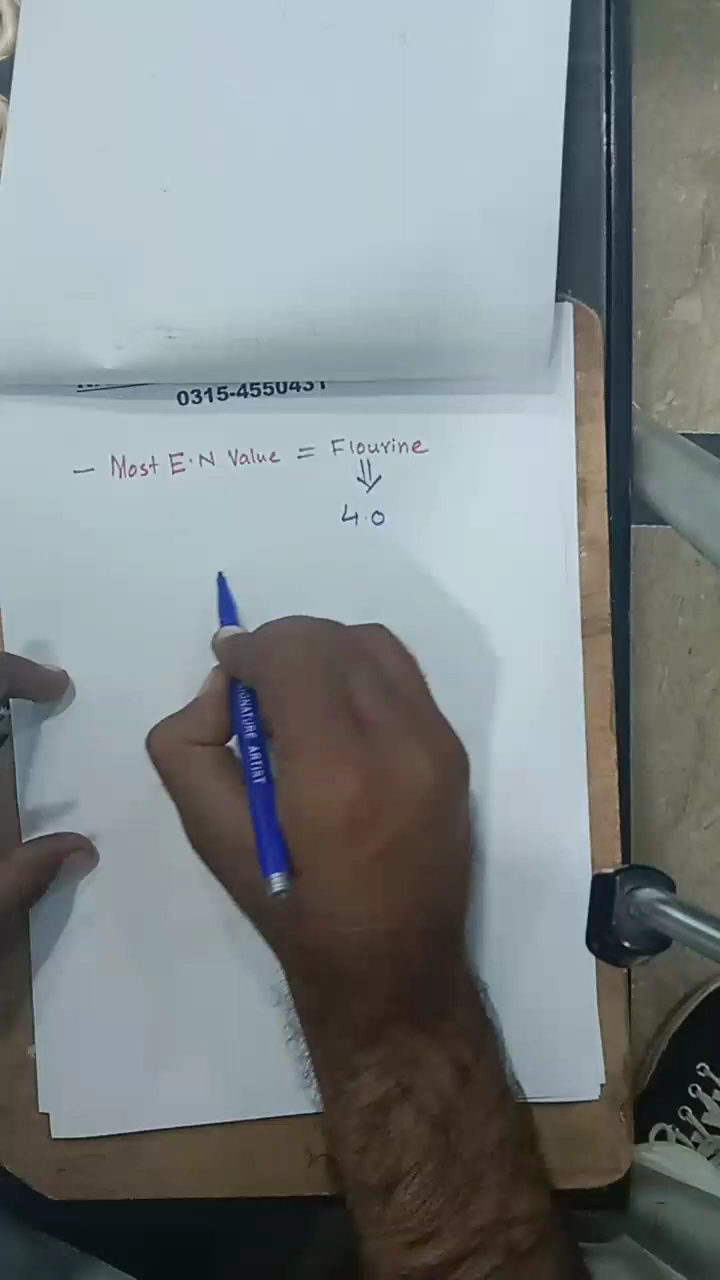 0315-4550431
– Most E.N Value = Flourine
⇓
4.0
SIGNATURE ARTIST